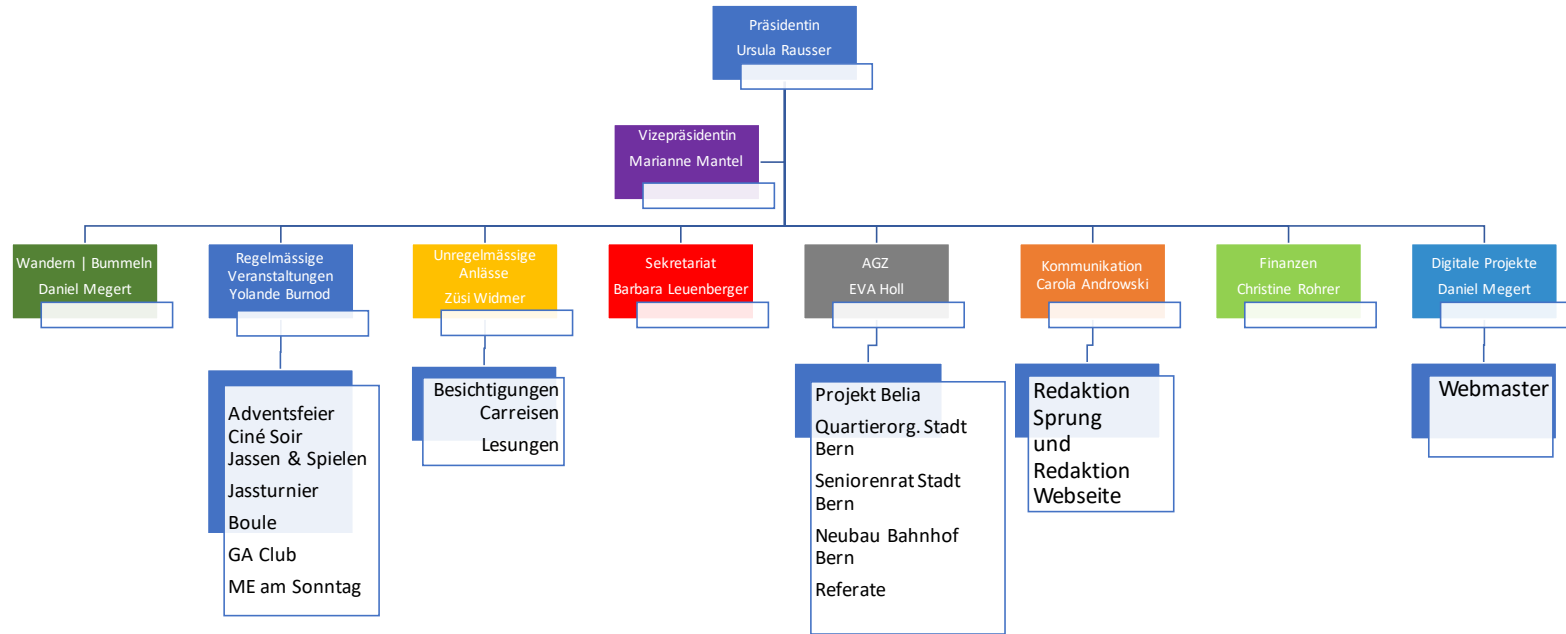 Präsidentin
Ursula Rausser
Vizepräsidentin
Marianne Mantel
Wandern | Bummeln
Daniel Megert
Regelmässige
Veranstaltungen
Yolande Burnod
Unregelmässige
Anlässe
Züsi Widmer
Sekretariat
Barbara Leuenberger
AGZ
EVA Holl
Kommunikation
Carola Androwski
Finanzen
Christine Rohrer
Digitale Projekte
Daniel Megert
Adventsfeier
Ciné Soir
Jassen & Spielen
Jassturnier
Boule
GA Club
ME am Sonntag
Besichtigungen
Carreisen
Lesungen
Projekt Belia
Quartierorg. Stadt
Bern
Seniorenrat Stadt
Bern
Neubau Bahnhof
Bern
Referate
Redaktion
Sprung
und
Redaktion
Webseite
Webmaster